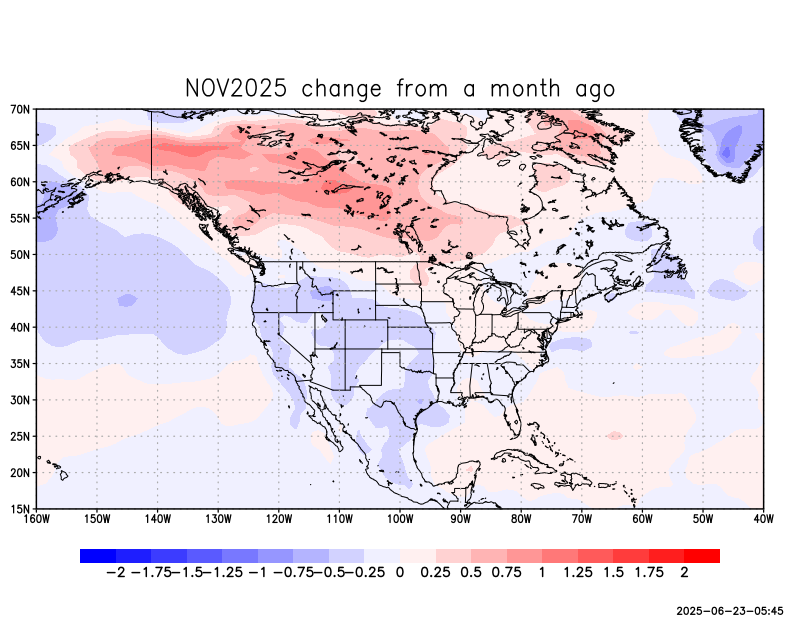 NOV2025 change from a month ago
70N
65N
60N
55N
50N
45N
40N
35N
30N
25N
20N
15N
160W 150W 140W 130W 120W 110W 100W 90W 80W 70W 60W 50W 40W
−2 −1.75 −1.5 −1.25 −1 −0.75 −0.5 −0.25 0 0.25 0.5 0.75 1 1.25 1.5 1.75 2
2025−06−23−05:45